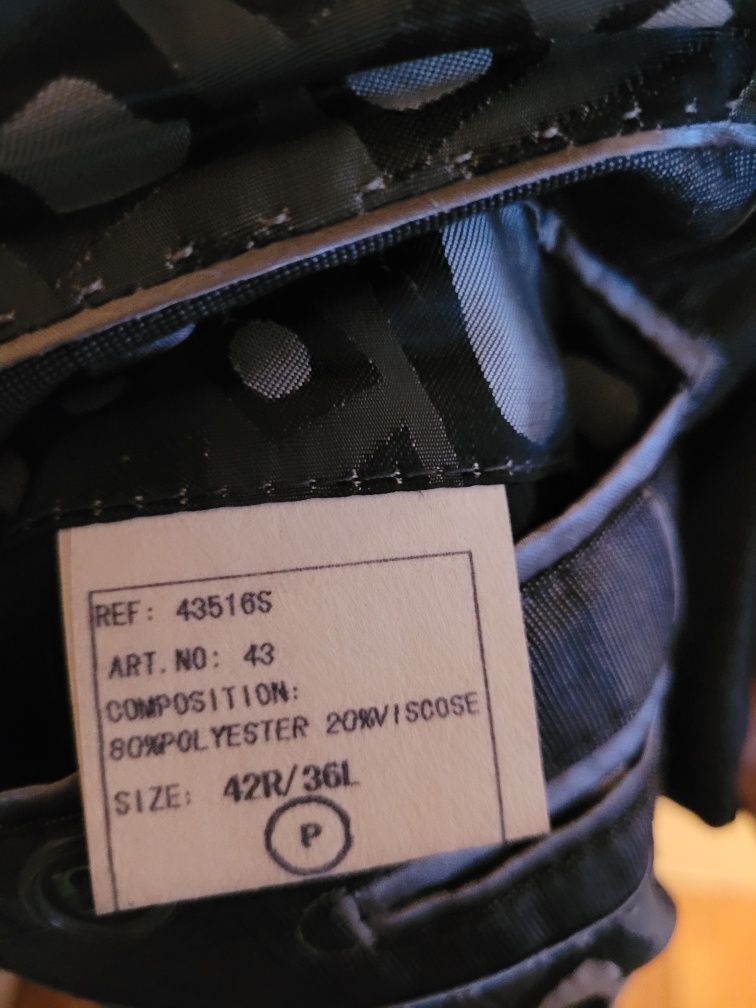 REF: 43516S
ART.NO: 43
COMPOSITION:
80%POLYESTER 20%VISCOSE
SIZE: 42R/36L
P